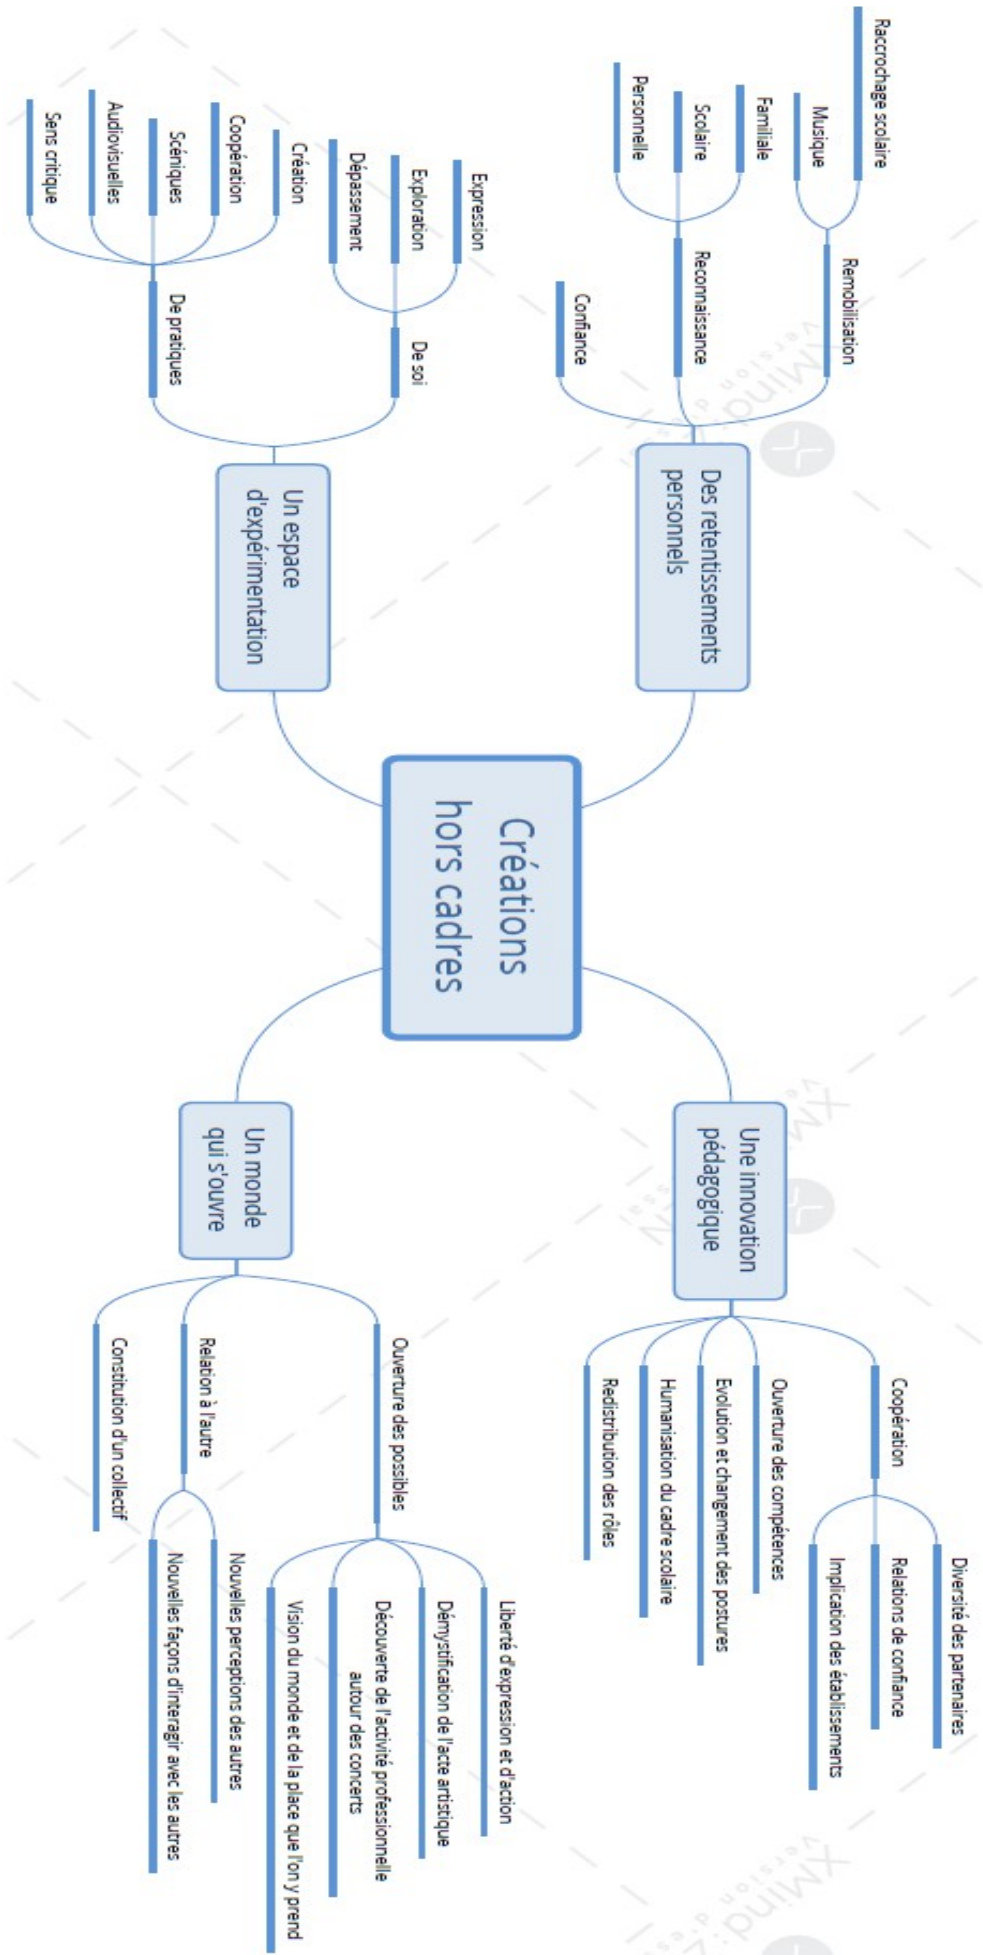 Créations
hors cadres
Des retentissements
personnels
Remobilisation
Raccrochage scolaire
Musique
Reconnaissance
Familiale
Scolaire
Personnelle
Confiance
Un espace
d'expérimentation
De soi
Expression
Exploration
Dépassement
De pratiques
Création
Coopération
Scéniques
Audiovisuelles
Sens critique
Une innovation
pédagogique
Coopération
Diversité des partenaires
Relations de confiance
Implication des établissements
Ouverture des compétences
Evolution et changement des postures
Humanisation du cadre scolaire
Redistribution des rôles
Un monde
qui s'ouvre
Ouverture des possibles
Liberté d'expression et d'action
Démystification de l'acte artistique
Découverte de l'activité professionnelle
autour des concerts
Vision du monde et de la place que l'on y prend
Relation à l'autre
Nouvelles perceptions des autres
Nouvelles façons d'interagir avec les autres
Constitution d'un collectif